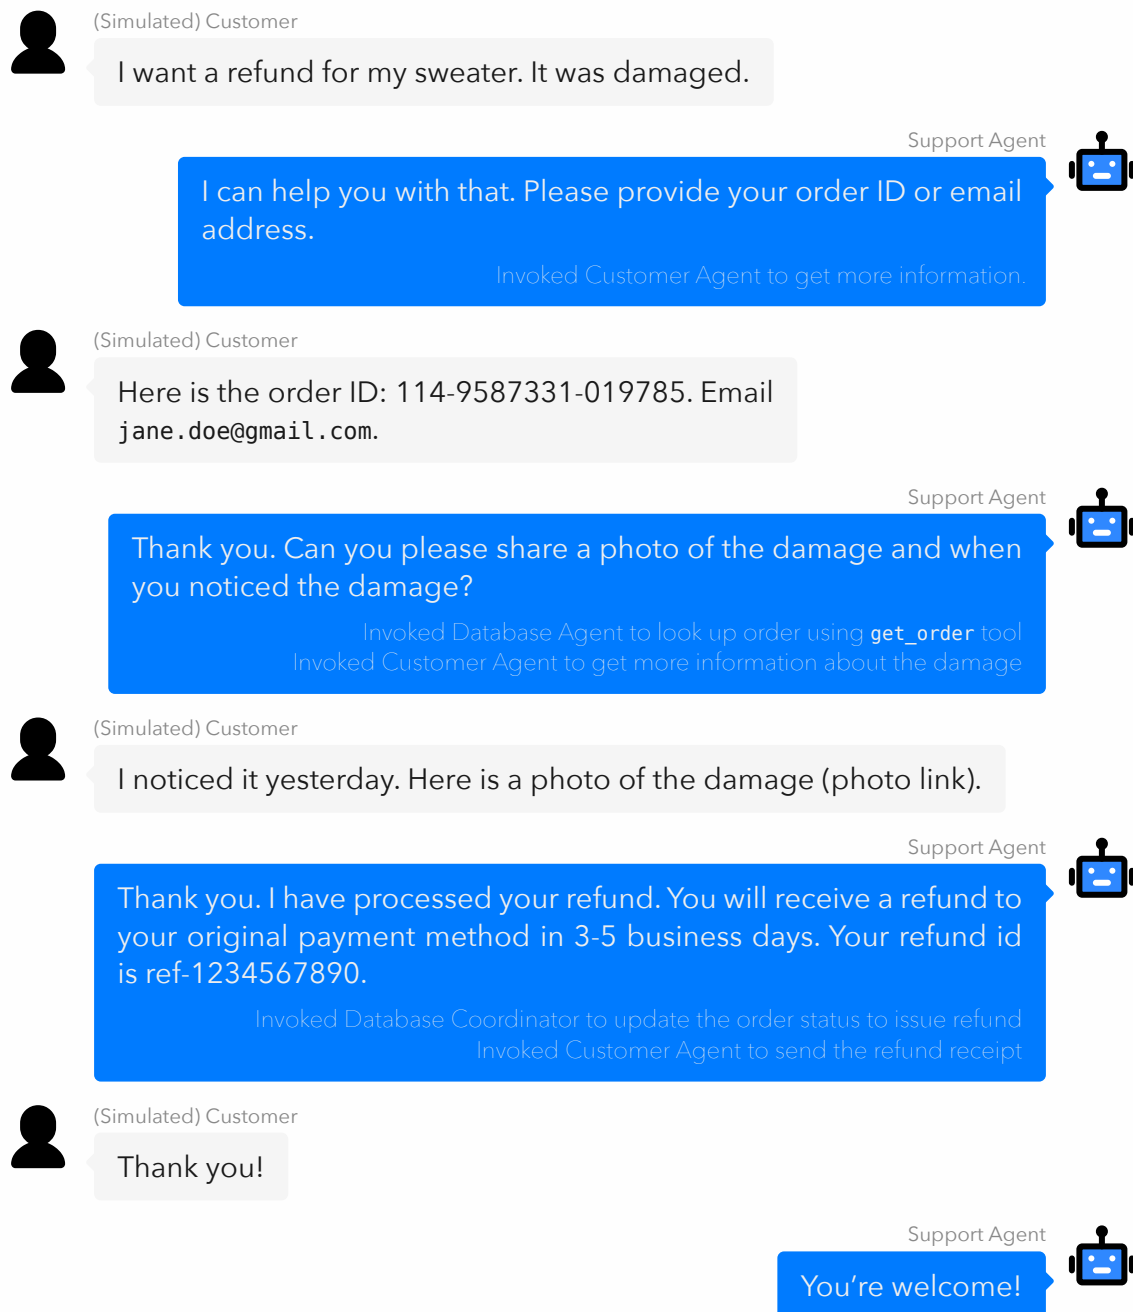 (Simulated) Customer
I want a refund for my sweater. It was damaged.
Support Agent
I can help you with that. Please provide your order ID or email
address.
Invoked Customer Agent to get more information.
(Simulated) Customer
Here is the order ID: 114-9587331-019785. Email
jane.doe@gmail.com.
Support Agent
Thank you. Can you please share a photo of the damage and when
you noticed the damage?
Invoked Database Agent to look up order using get_order tool
Invoked Customer Agent to get more information about the damage
(Simulated) Customer
I noticed it yesterday. Here is a photo of the damage (photo link).
Support Agent
Thank you. I have processed your refund. You will receive a refund to
your original payment method in 3-5 business days. Your refund id
is ref-1234567890.
Invoked Database Coordinator to update the order status to issue refund
Invoked Customer Agent to send the refund receipt
(Simulated) Customer
Thank you!
Support Agent
You’re welcome!